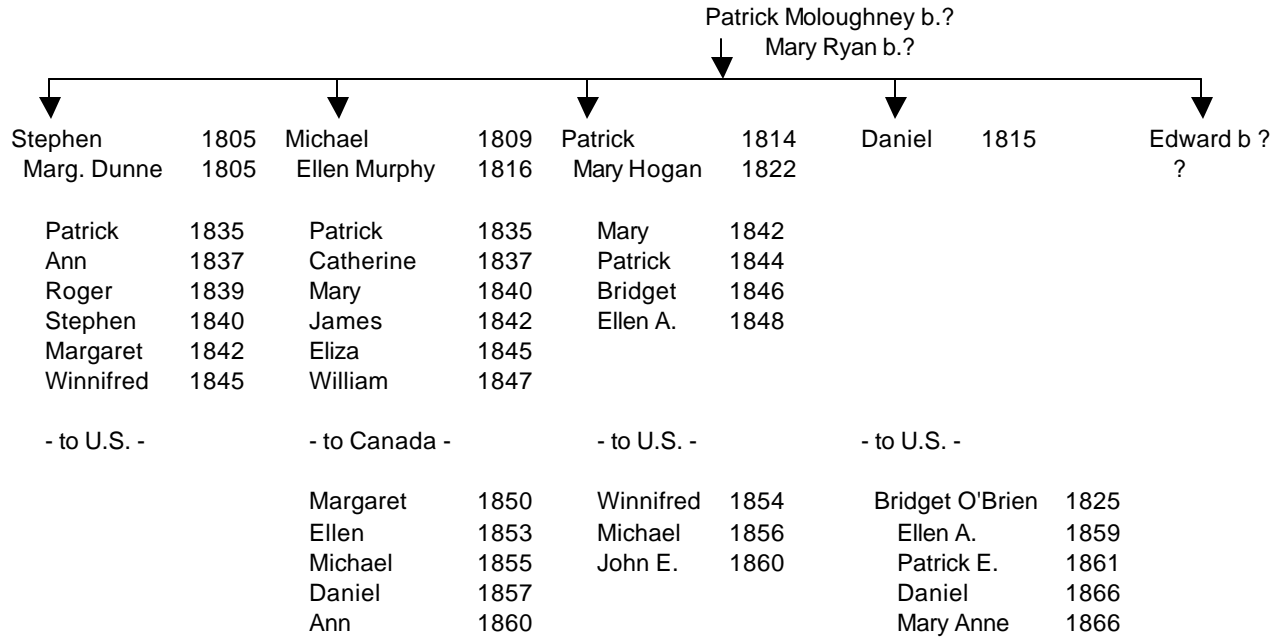 Patrick Moloughney b.?
Mary Ryan b.?
Stephen 1805 Michael 1809 Patrick 1814 Daniel 1815 Edward b ?
Marg. Dunne 1805 Ellen Murphy 1816 Mary Hogan 1822 ?
Patrick 1835 Patrick 1835 Mary 1842
Ann 1837 Catherine 1837 Patrick 1844
Roger 1839 Mary 1840 Bridget 1846
Stephen 1840 James 1842 Ellen A. 1848
Margaret 1842 Eliza 1845
Winnifred 1845 William 1847
- to U.S. - - to Canada - - to U.S. - - to U.S. -
Margaret 1850 Winnifred 1854 Bridget O'Brien 1825
Ellen 1853 Michael 1856 Ellen A. 1859
Michael 1855 John E. 1860 Patrick E. 1861
Daniel 1857 Daniel 1866
Ann 1860 Mary Anne 1866